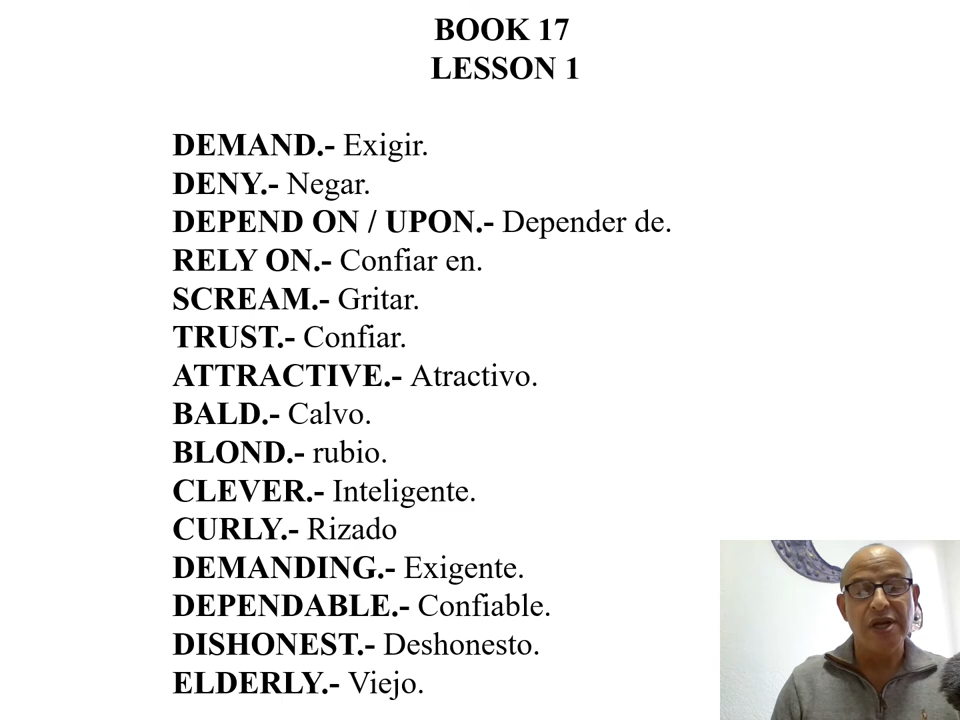 BOOK 17
LESSON 1
DEMAND.- Exigir.
DENY.- Negar.
DEPEND ON / UPON.- Depender de.
RELY ON.- Confiar en.
SCREAM.- Gritar.
TRUST.- Confiar.
ATTRACTIVE.- Atractivo.
BALD.- Calvo.
BLOND.- rubio.
CLEVER.- Inteligente.
CURLY.- Rizado
DEMANDING.- Exigente.
DEPENDABLE.- Confiable.
DISHONEST.- Deshonesto.
ELDERLY.- Viejo.